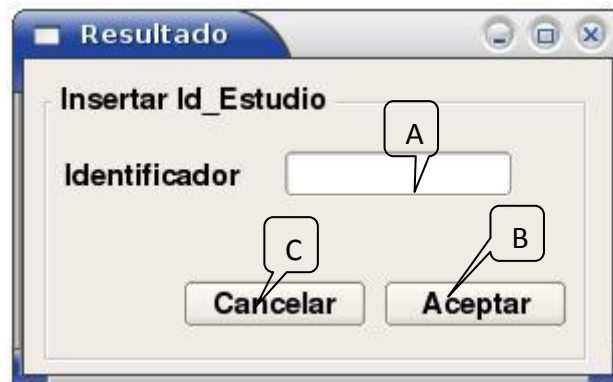 Resultado
Insertar Id_Estudio
A
Identificador
C
B
Cancelar
Aceptar